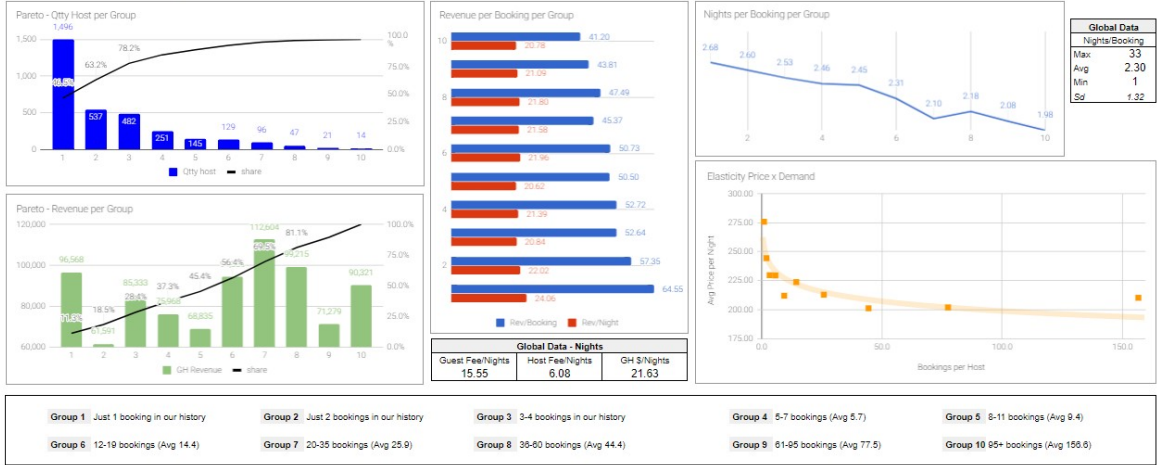 Pareto - Qtty Host per Group
1,496
1,500
1,000
500
0
63.2%
78.2%
537
482
251
145
129
96
47
21
14
100.0
%
75.0%
50.0%
25.0%
0.0%
1 2 3 4 5 6 7 8 9 10
Qtty host share
Pareto - Revenue per Group
120,000
100,000
80,000
60,000
96,568
61,591
85,333
75,968
68,835
112,604
99,215
71,279
90,321
11.3%
18.5%
28.4%
37.3%
45.4%
56.4%
69.5%
81.1%
100.0%
75.0%
50.0%
25.0%
0.0%
1 2 3 4 5 6 7 8 9 10
GH Revenue share
Revenue per Booking per Group
10
8
6
4
2
41.20
20.78
43.81
21.09
47.49
21.80
45.37
21.58
50.73
21.96
50.50
20.62
52.72
21.39
52.64
20.84
57.35
22.02
64.55
24.06
Rev/Booking Rev/Night
Global Data - Nights
Guest Fee/Nights Host Fee/Nights GH $/Nights
15.55 6.08 21.63
Nights per Booking per Group
2.68
2.60
2.53
2.46
2.45
2.31
2.10
2.18
2.08
1.98
2 4 6 8 10
Global Data
Nights/Booking
Max 33
Avg 2.30
Min 1
Sd 1.32
Elasticity Price x Demand
Avg Price per Night
300.00
275.00
250.00
225.00
200.00
175.00
0.0 50.0 100.0 150.0
Bookings per Host
Group 1 Just 1 booking in our history
Group 2 Just 2 bookings in our history
Group 3 3-4 bookings in our history
Group 4 5-7 bookings (Avg 5.7)
Group 5 8-11 bookings (Avg 9.4)
Group 6 12-19 bookings (Avg 14.4)
Group 7 20-35 bookings (Avg 25.9)
Group 8 36-60 bookings (Avg 44.4)
Group 9 61-95 bookings (Avg 77.5)
Group 10 95+ bookings (Avg 156.6)